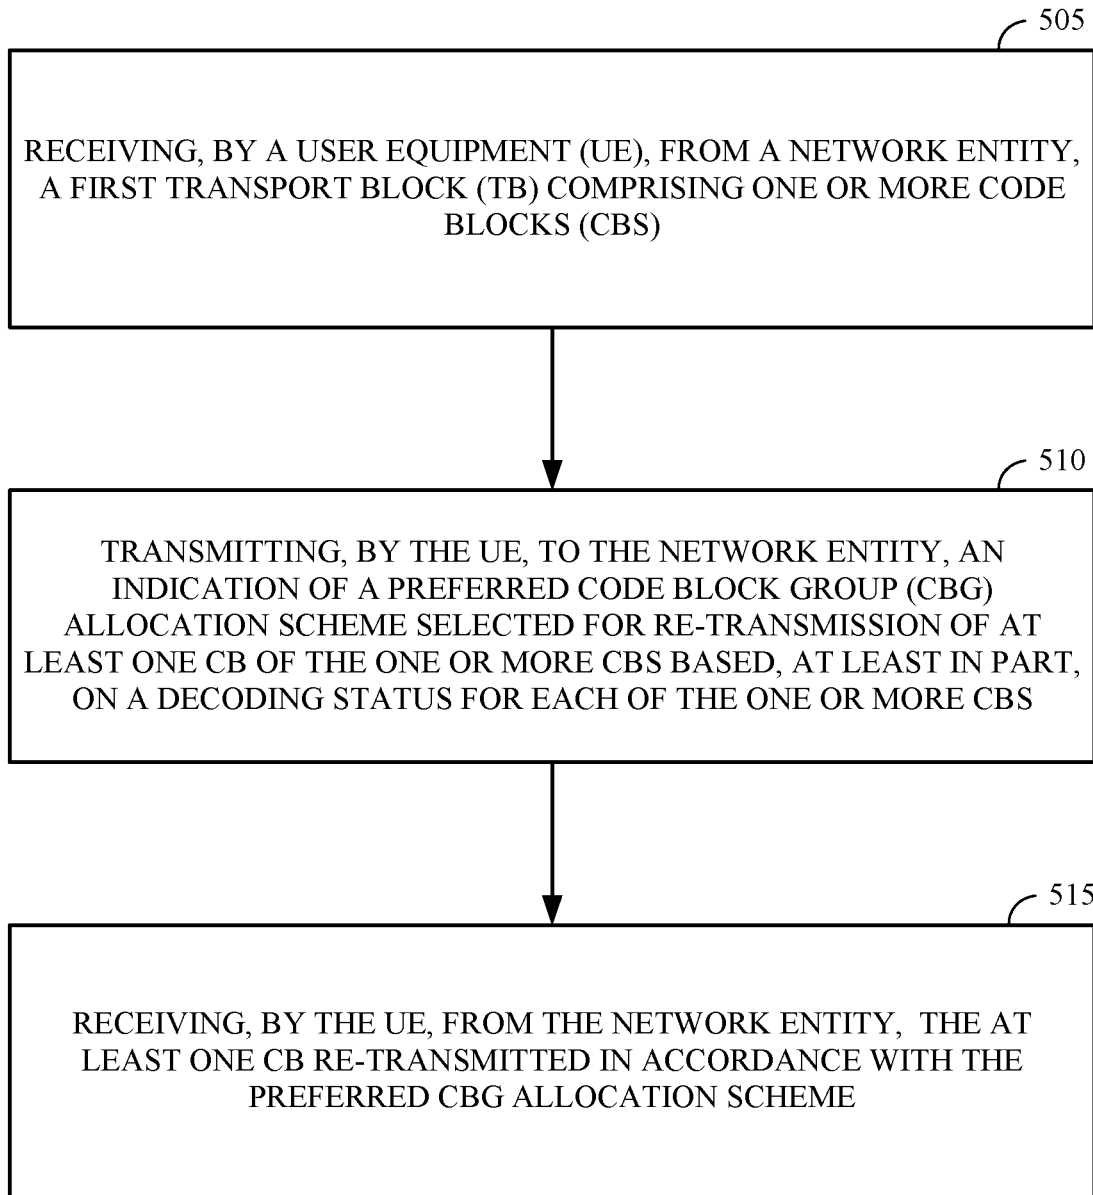 505
RECEIVING, BY A USER EQUIPMENT (UE), FROM A NETWORK ENTITY,
A FIRST TRANSPORT BLOCK (TB) COMPRISING ONE OR MORE CODE
BLOCKS (CBS)
510
TRANSMITTING, BY THE UE, TO THE NETWORK ENTITY, AN
INDICATION OF A PREFERRED CODE BLOCK GROUP (CBG)
ALLOCATION SCHEME SELECTED FOR RE-TRANSMISSION OF AT
LEAST ONE CB OF THE ONE OR MORE CBS BASED, AT LEAST IN PART,
ON A DECODING STATUS FOR EACH OF THE ONE OR MORE CBS
515
RECEIVING, BY THE UE, FROM THE NETWORK ENTITY, THE AT
LEAST ONE CB RE-TRANSMITTED IN ACCORDANCE WITH THE
PREFERRED CBG ALLOCATION SCHEME